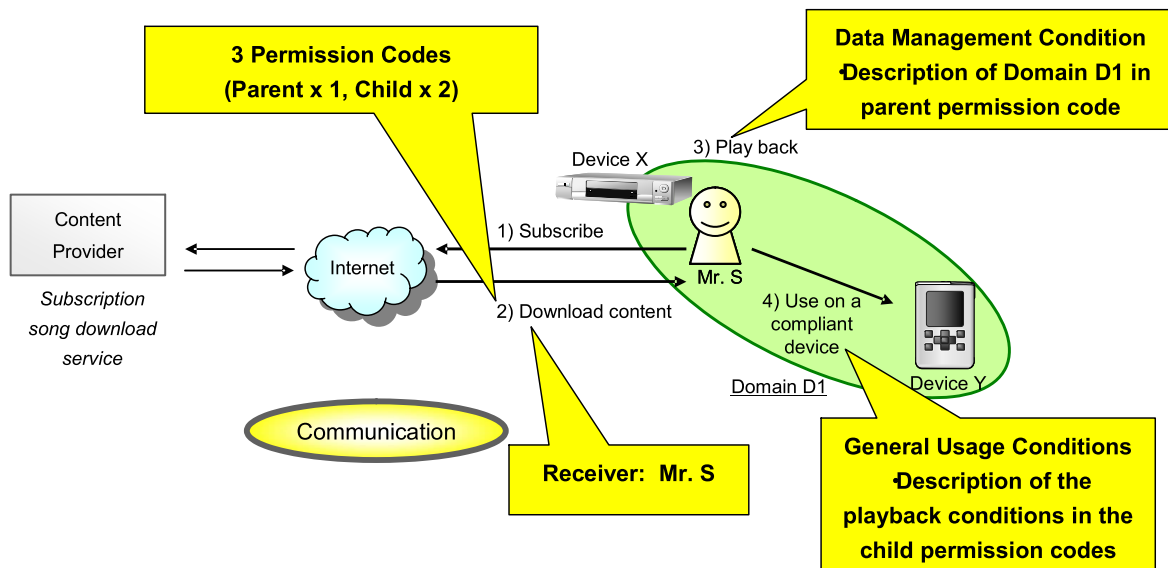 3 Permission Codes
(Parent x 1, Child x 2)
Data Management Condition
•Description of Domain D1 in
parent permission code
3) Play back
Device X
Content
Provider
1) Subscribe
Internet
Mr. S
Subscription
song download
service
2) Download content
4) Use on a
compliant
device
Device Y
Domain D1
Communication
Receiver:  Mr. S
General Usage Conditions
•Description of the
playback conditions in the
child permission codes